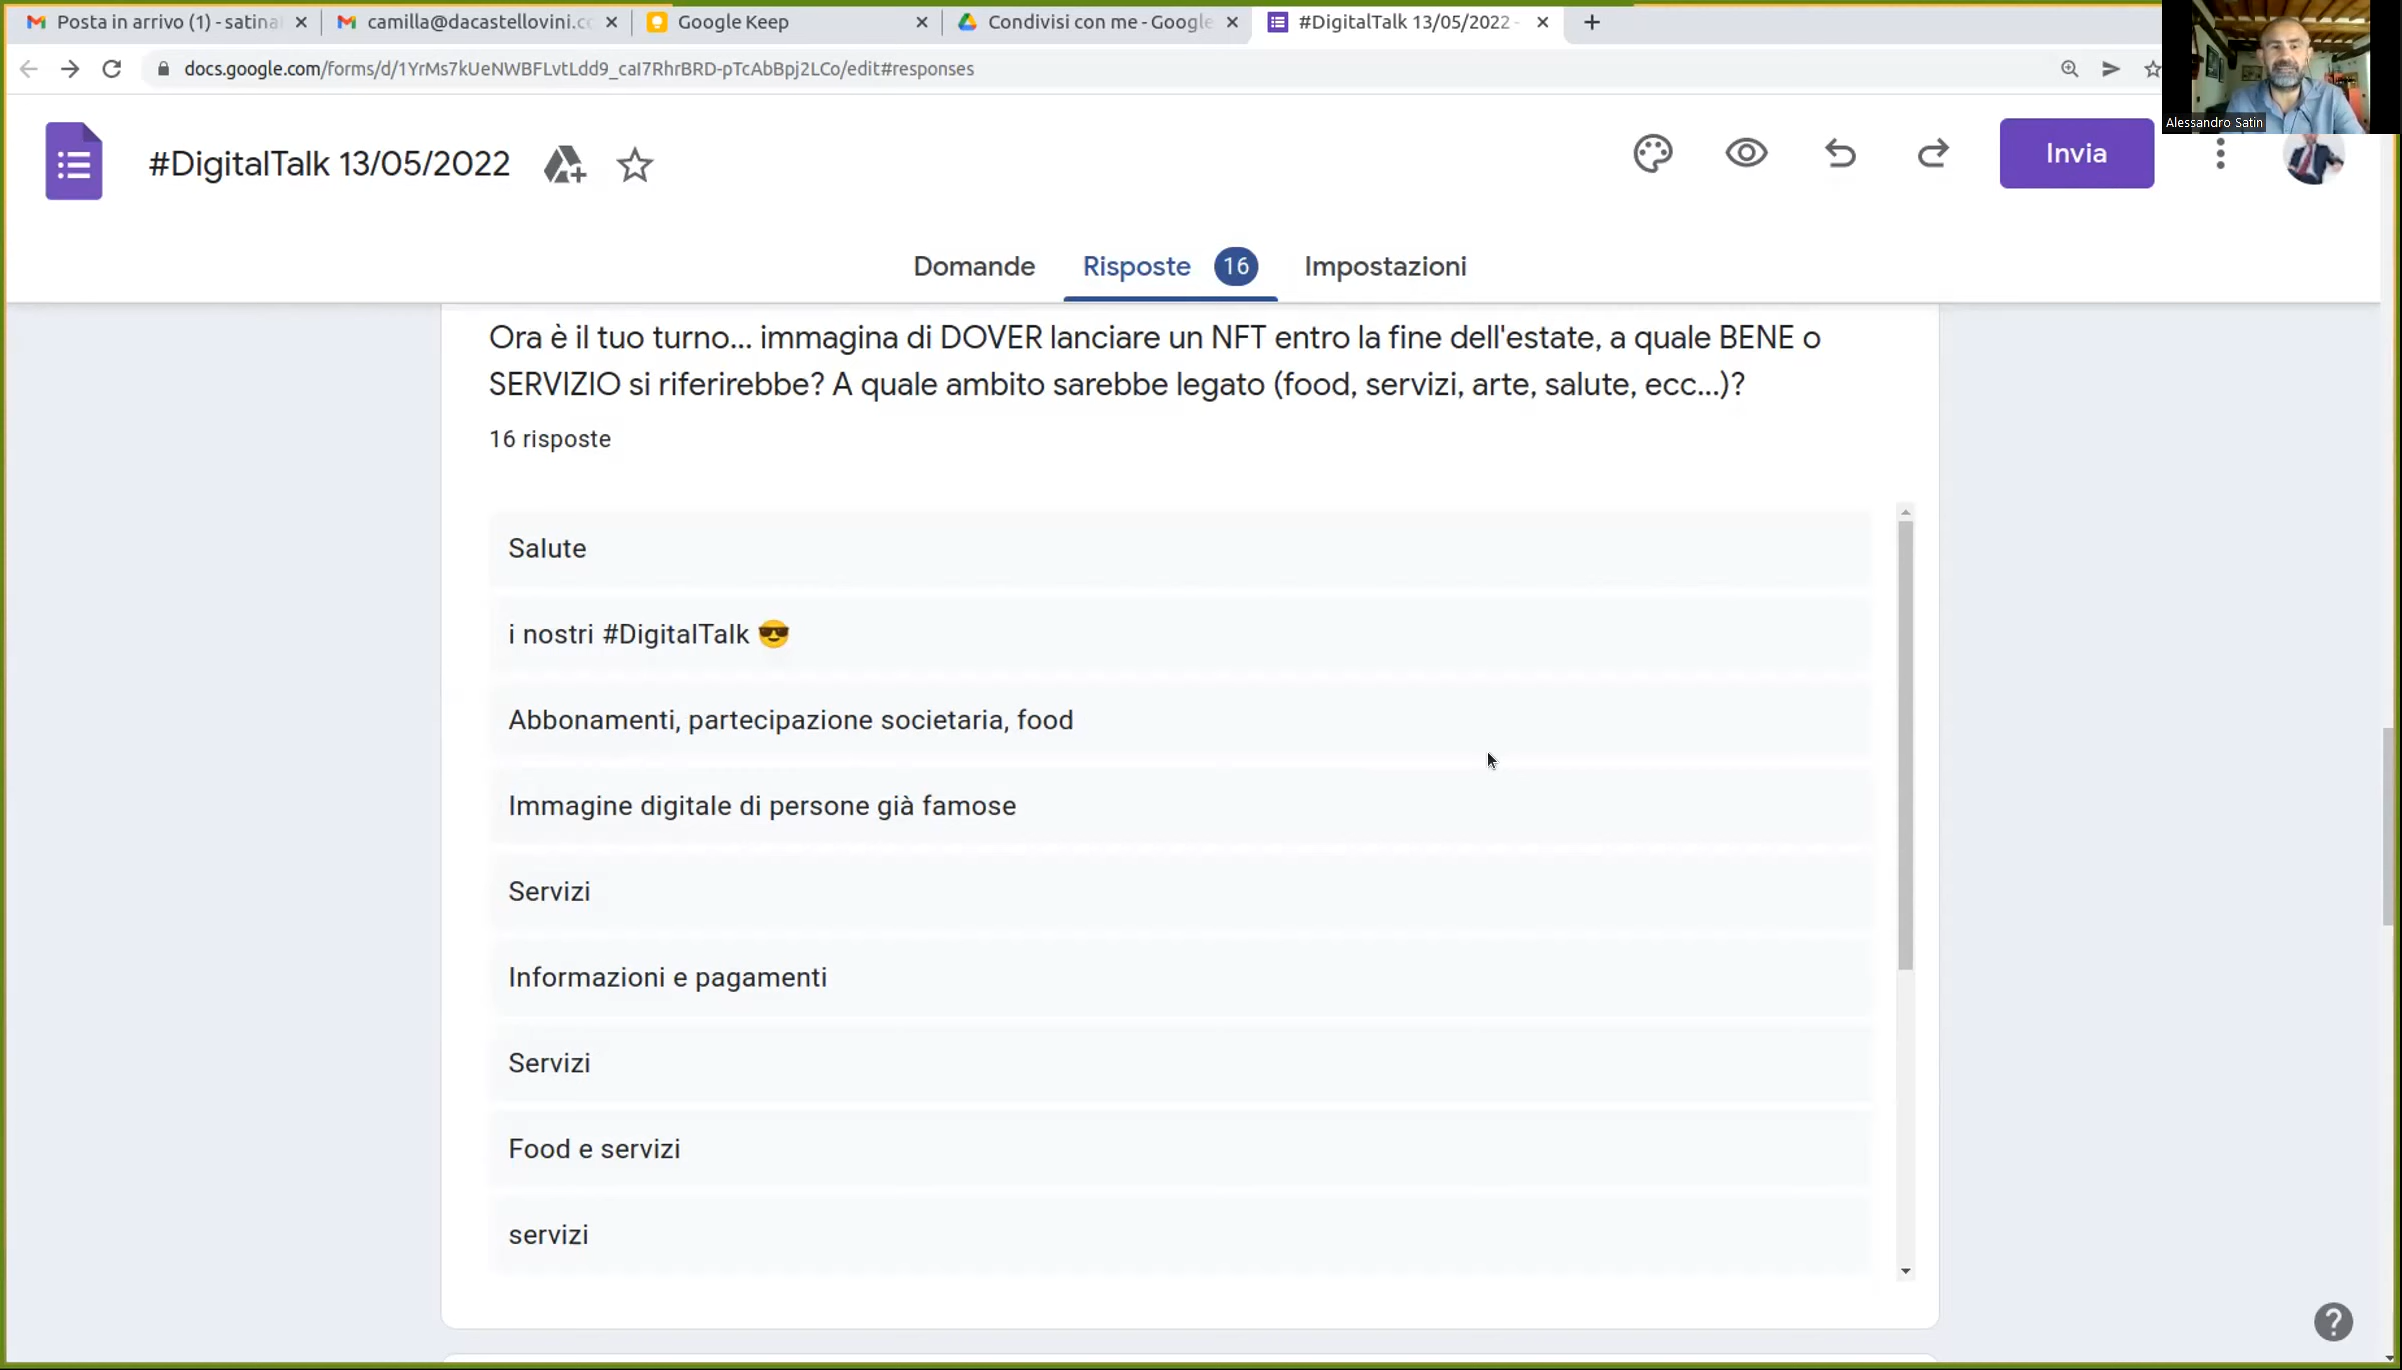 Posta in arrivo (1) - satina
camilla@dacastellovini.co
Google Keep
Condivisi con me - Google
#DigitalTalk 13/05/2022 -
docs.google.com/forms/d/1YrMs7kUeNWBFLvtLdd9_caI7RhrBRD-pTcAbBpj2LCo/edit#responses
Alessandro Satin
#DigitalTalk 13/05/2022
Invia
Domande
Risposte 16
Impostazioni
Ora è il tuo turno... immagina di DOVER lanciare un NFT entro la fine dell'estate, a quale BENE o
SERVIZIO si riferirebbe? A quale ambito sarebbe legato (food, servizi, arte, salute, ecc...)?
16 risposte
Salute
i nostri #DigitalTalk 😎
Abbonamenti, partecipazione societaria, food
Immagine digitale di persone già famose
Servizi
Informazioni e pagamenti
Servizi
Food e servizi
servizi